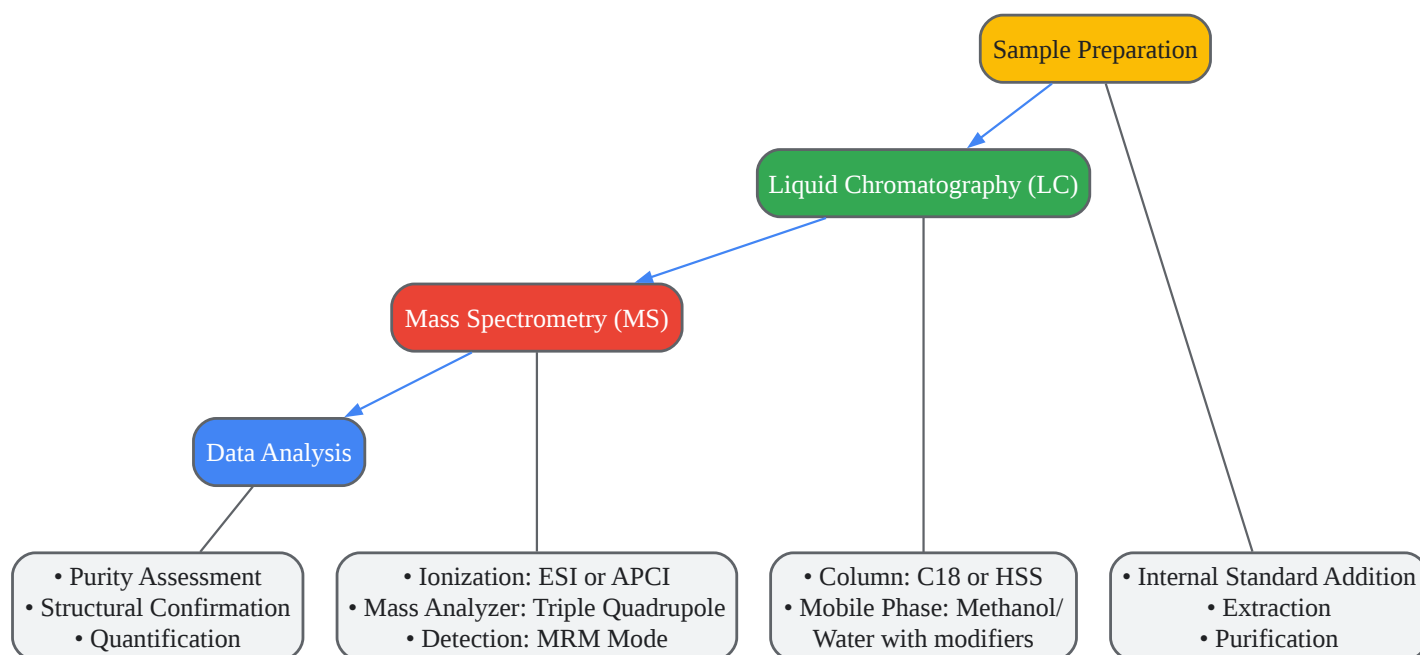 Sample Preparation
Liquid Chromatography (LC)
Mass Spectrometry (MS)
Data Analysis
• Purity Assessment
• Structural Confirmation
• Quantification
• Ionization: ESI or APCI
• Mass Analyzer: Triple Quadrupole
• Detection: MRM Mode
• Column: C18 or HSS
• Mobile Phase: Methanol/
Water with modifiers
• Internal Standard Addition
• Extraction
• Purification